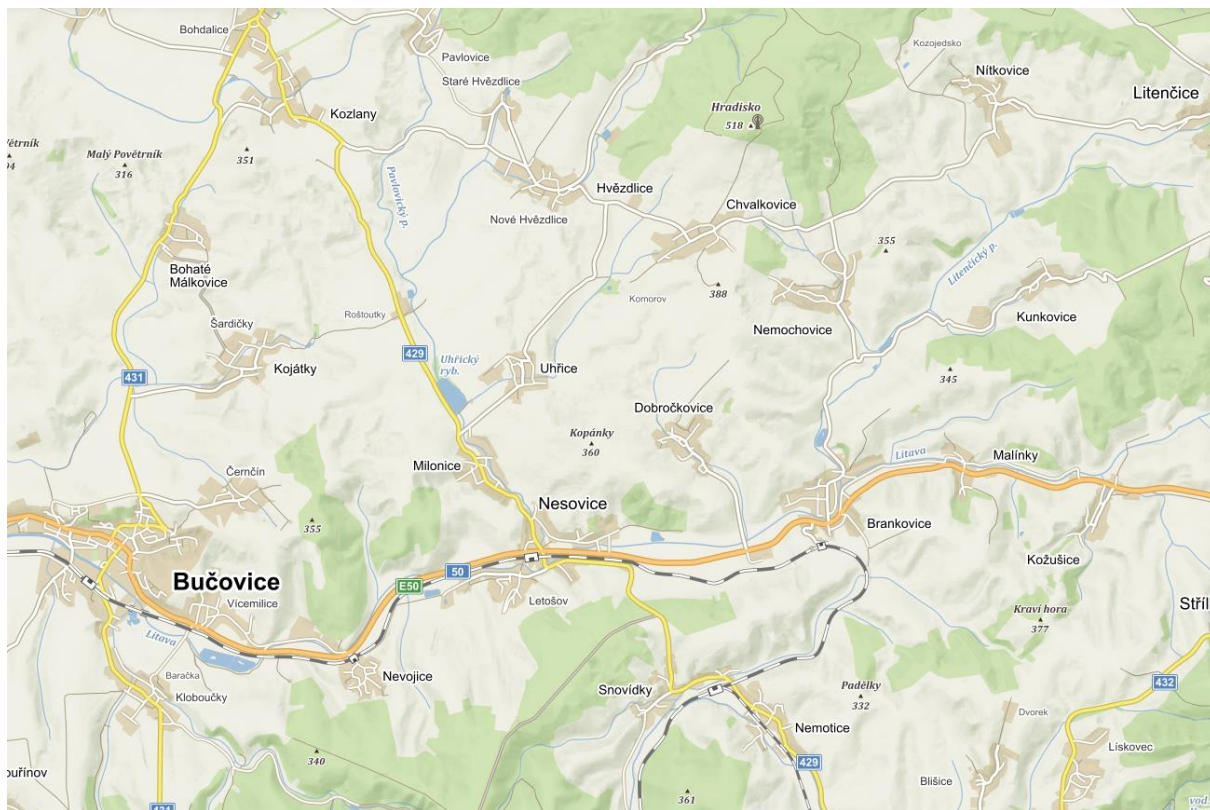 Bohdalice
Pavlovice
Kozojedsko
Staré Hvězdlice
Nítkovice
Litenčice
Hradisko
518
Kozlany
Malý Povětrník
316
351
Pavlovický p.
Hvězdlice
Nové Hvězdlice
Chvalkovice
355
Litenčický p.
Bohaté
Málkovice
388
Komorov
Roštoutky
Šardičky
Nemochovice
Kunkovice
429
Uhřický
ryb.
Uhřice
Kojátky
431
345
Dobročkovice
Kopánky
360
Milonice
Litava
Malínky
Černčín
Nesovice
355
Brankovice
Kožušice
50
E50
Bučovice
Vícemilice
Letošov
Kraví hora
377
Litava
Baračka
Nevojice
Kloboučky
Snovídky
Padělky
332
432
Nemotice
Dvorek
Lískovec
340
429
Blišice
361
431